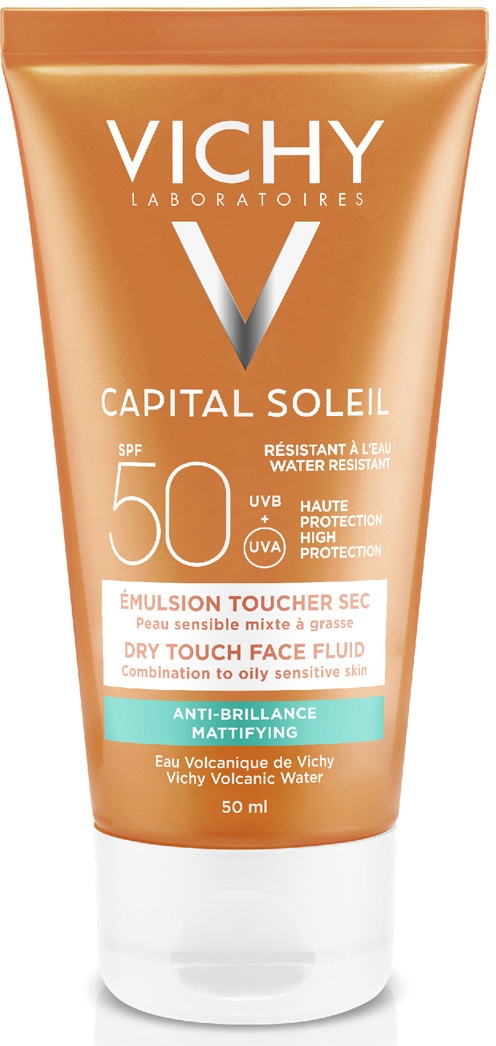 VICHY
LABORATOIRES
V
CAPITAL SOLEIL
SPF
50
RÉSISTANT À L'EAU
WATER RESISTANT
UVB
+
UVA
HAUTE
PROTECTION
HIGH
PROTECTION
ÉMULSION TOUCHER SEC
Peau sensible mixte à grasse
DRY TOUCH FACE FLUID
Combination to oily sensitive skin
ANTI-BRILLANCE
MATTIFYING
Eau Volcanique de Vichy
Vichy Volcanic Water
50 ml